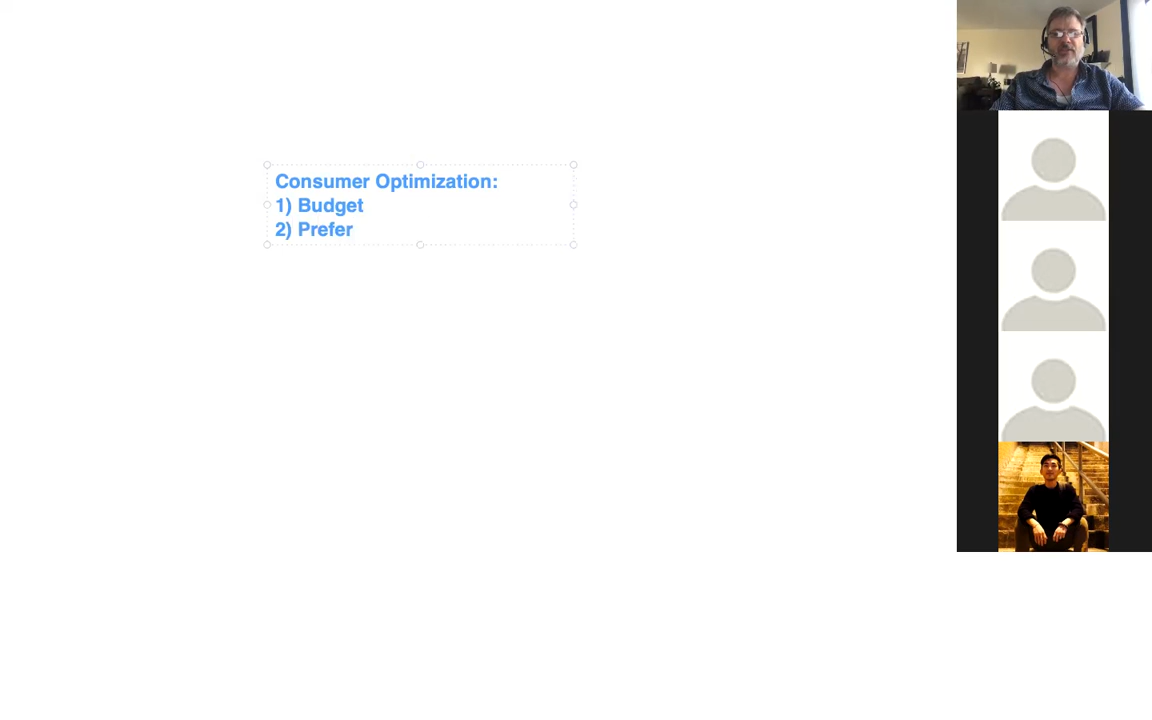 Consumer Optimization:
1) Budget
2) Prefer